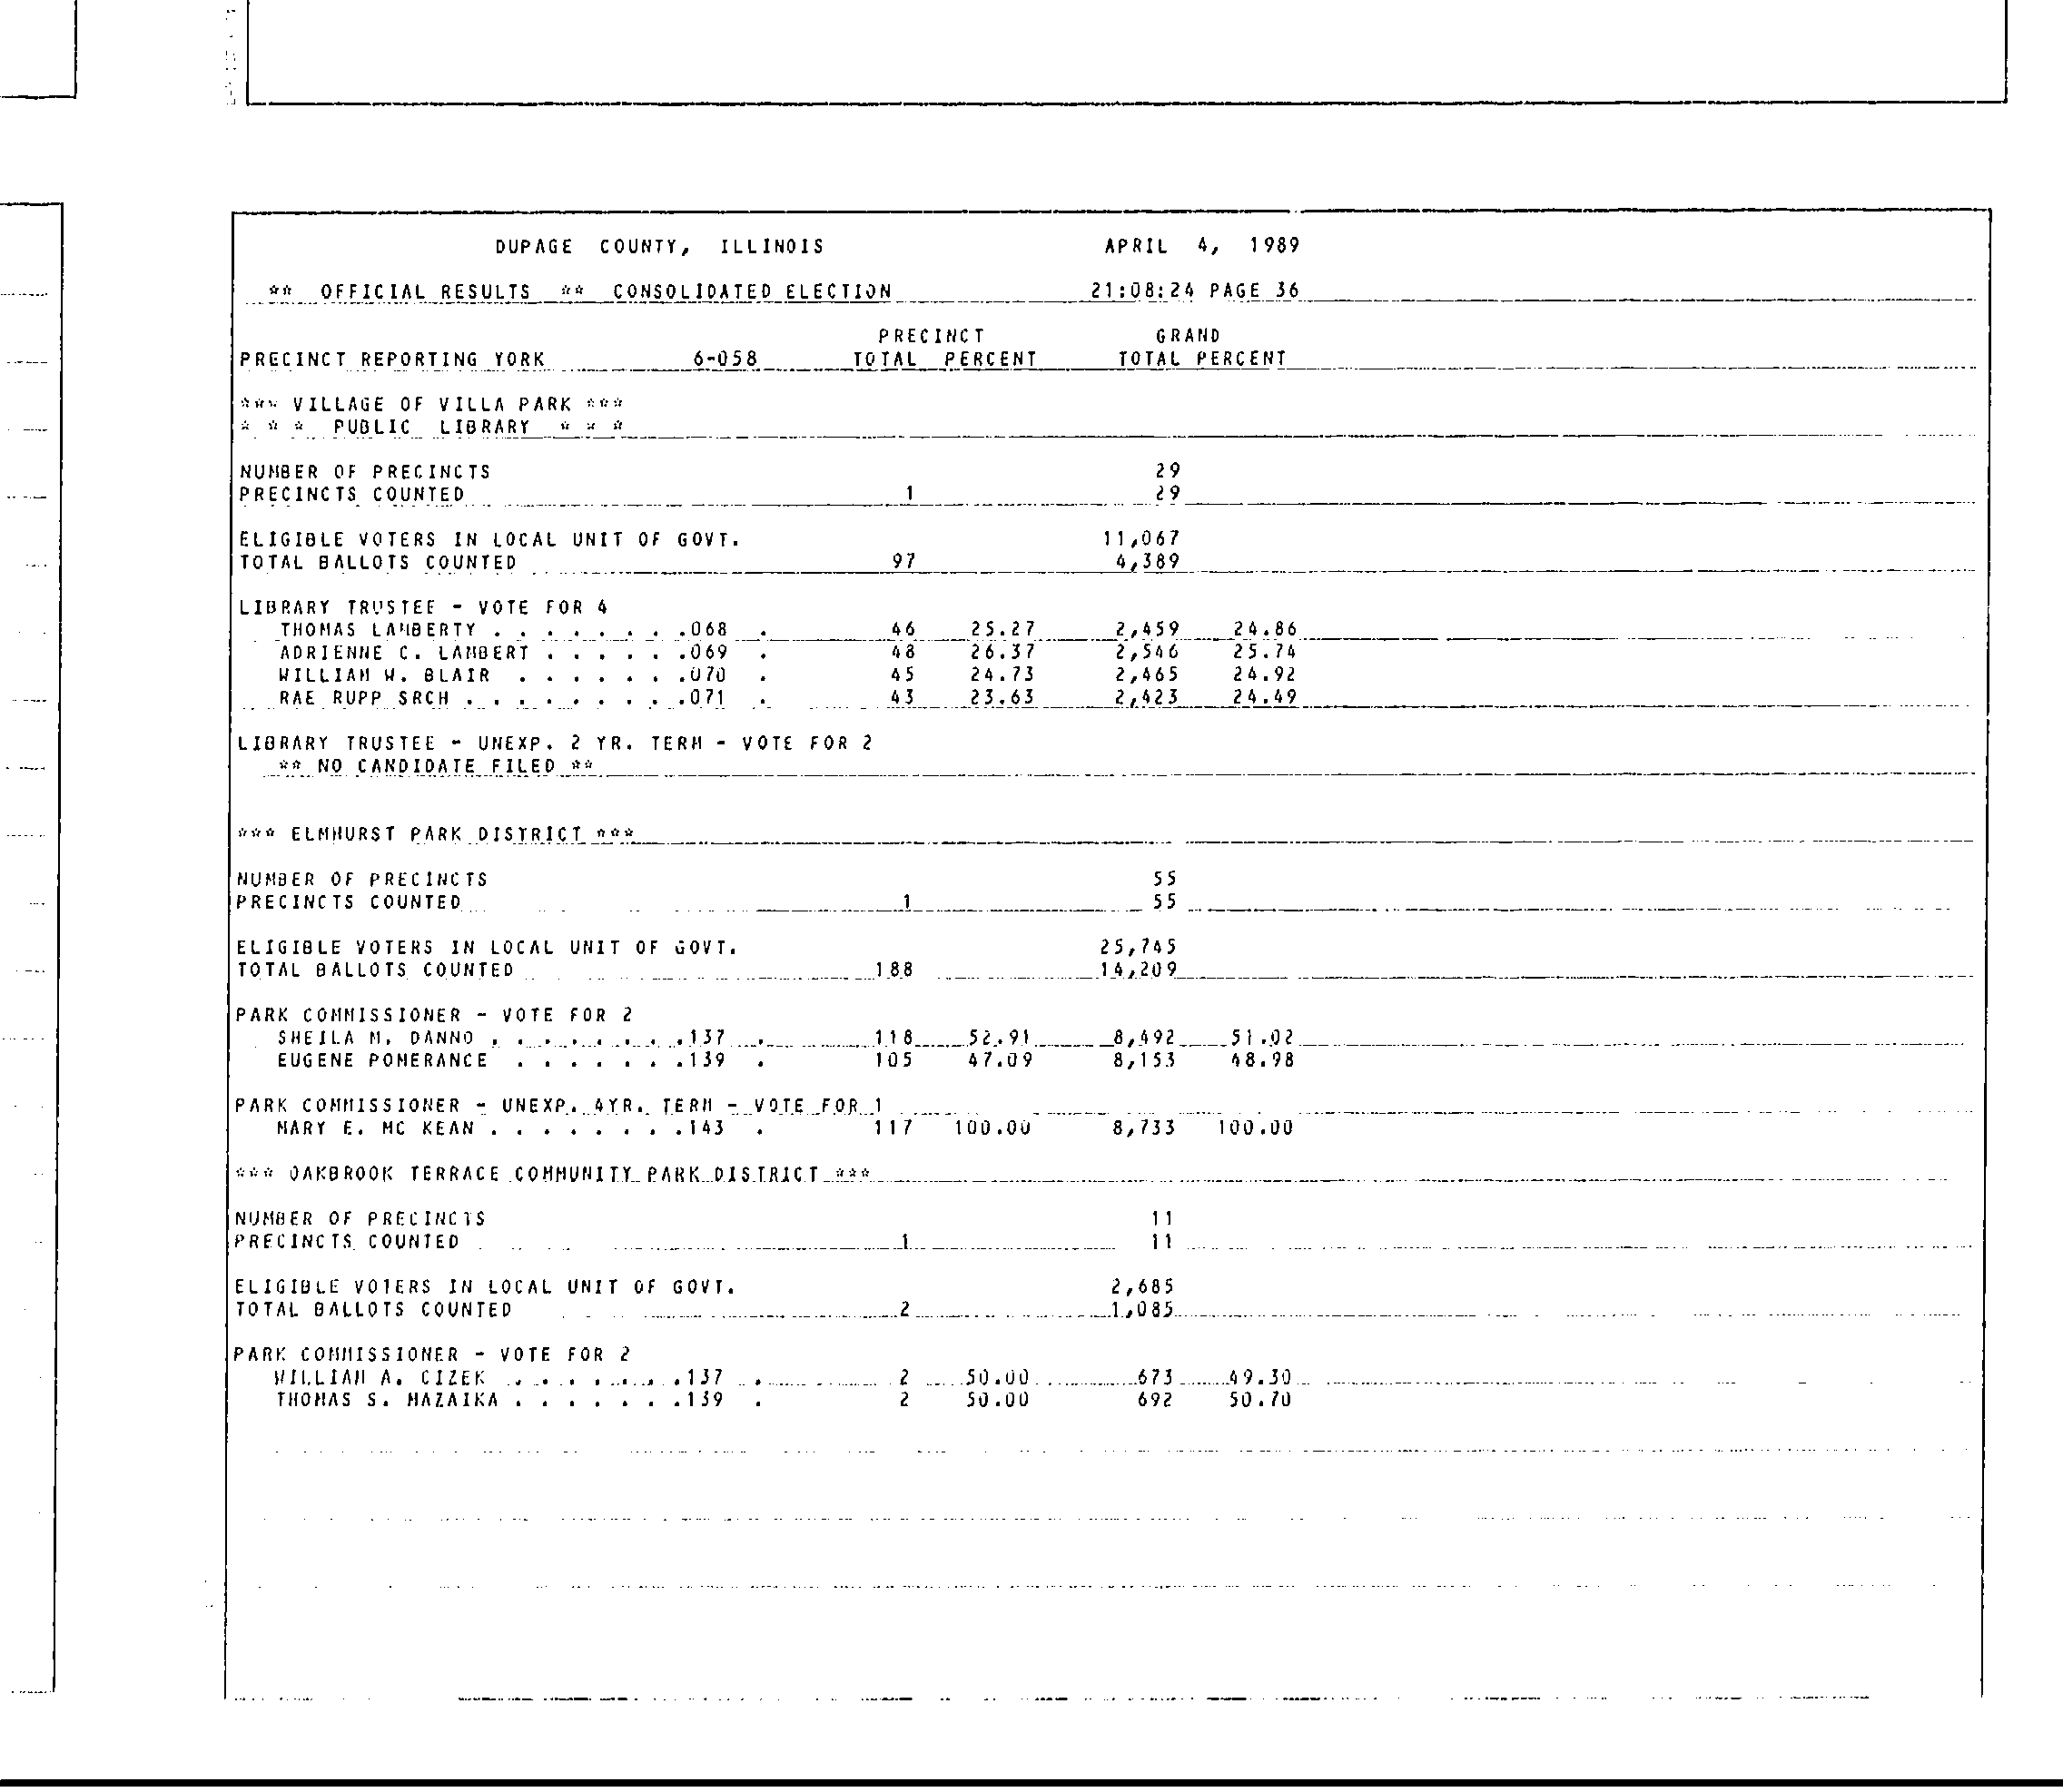 DUPAGE COUNTY, ILLINOIS APRIL 4, 1989
** OFFICIAL RESULTS ** CONSOLIDATED ELECTION 21:08:24 PAGE 36
PRECINCT GRAND
PRECINCT REPORTING YORK 6-058 TOTAL PERCENT TOTAL PERCENT
*** VILLAGE OF VILLA PARK ***
* * * PUBLIC LIBRARY * * *
NUMBER OF PRECINCTS 29
PRECINCTS COUNTED 1 29
ELIGIBLE VOTERS IN LOCAL UNIT OF GOVT. 11,067
TOTAL BALLOTS COUNTED 97 4,389
LIBRARY TRUSTEE - VOTE FOR 4
THOMAS LAMBERTY . . . . . . . .068 . 46 25.27 2,459 24.86
ADRIENNE C. LAMBERT . . . . . .069 . 48 26.37 2,546 25.74
WILLIAM W. BLAIR . . . . . . .070 . 45 24.73 2,465 24.92
RAE RUPP SRCH . . . . . . . . .071 . 43 23.63 2,423 24.49
LIBRARY TRUSTEE - UNEXP. 2 YR. TERM - VOTE FOR 2
** NO CANDIDATE FILED **
*** ELMHURST PARK DISTRICT ***
NUMBER OF PRECINCTS 55
PRECINCTS COUNTED 1 55
ELIGIBLE VOTERS IN LOCAL UNIT OF GOVT. 25,745
TOTAL BALLOTS COUNTED 188 14,209
PARK COMMISSIONER - VOTE FOR 2
SHEILA M. DANNO . . . . . . . .137 . 118 52.91 8,492 51.02
EUGENE POMERANCE . . . . . . .139 . 105 47.09 8,153 48.98
PARK COMMISSIONER - UNEXP. 4YR. TERM - VOTE FOR 1
MARY E. MC KEAN . . . . . . . .143 . 117 100.00 8,733 100.00
*** OAKBROOK TERRACE COMMUNITY PARK DISTRICT ***
NUMBER OF PRECINCTS 11
PRECINCTS COUNTED 1 11
ELIGIBLE VOTERS IN LOCAL UNIT OF GOVT. 2,685
TOTAL BALLOTS COUNTED 2 1,085
PARK COMMISSIONER - VOTE FOR 2
WILLIAM A. CIZEK . . . . . . .137 . 2 50.00 673 49.30
THOMAS S. MAZAIKA . . . . . . .139 . 2 50.00 692 50.70